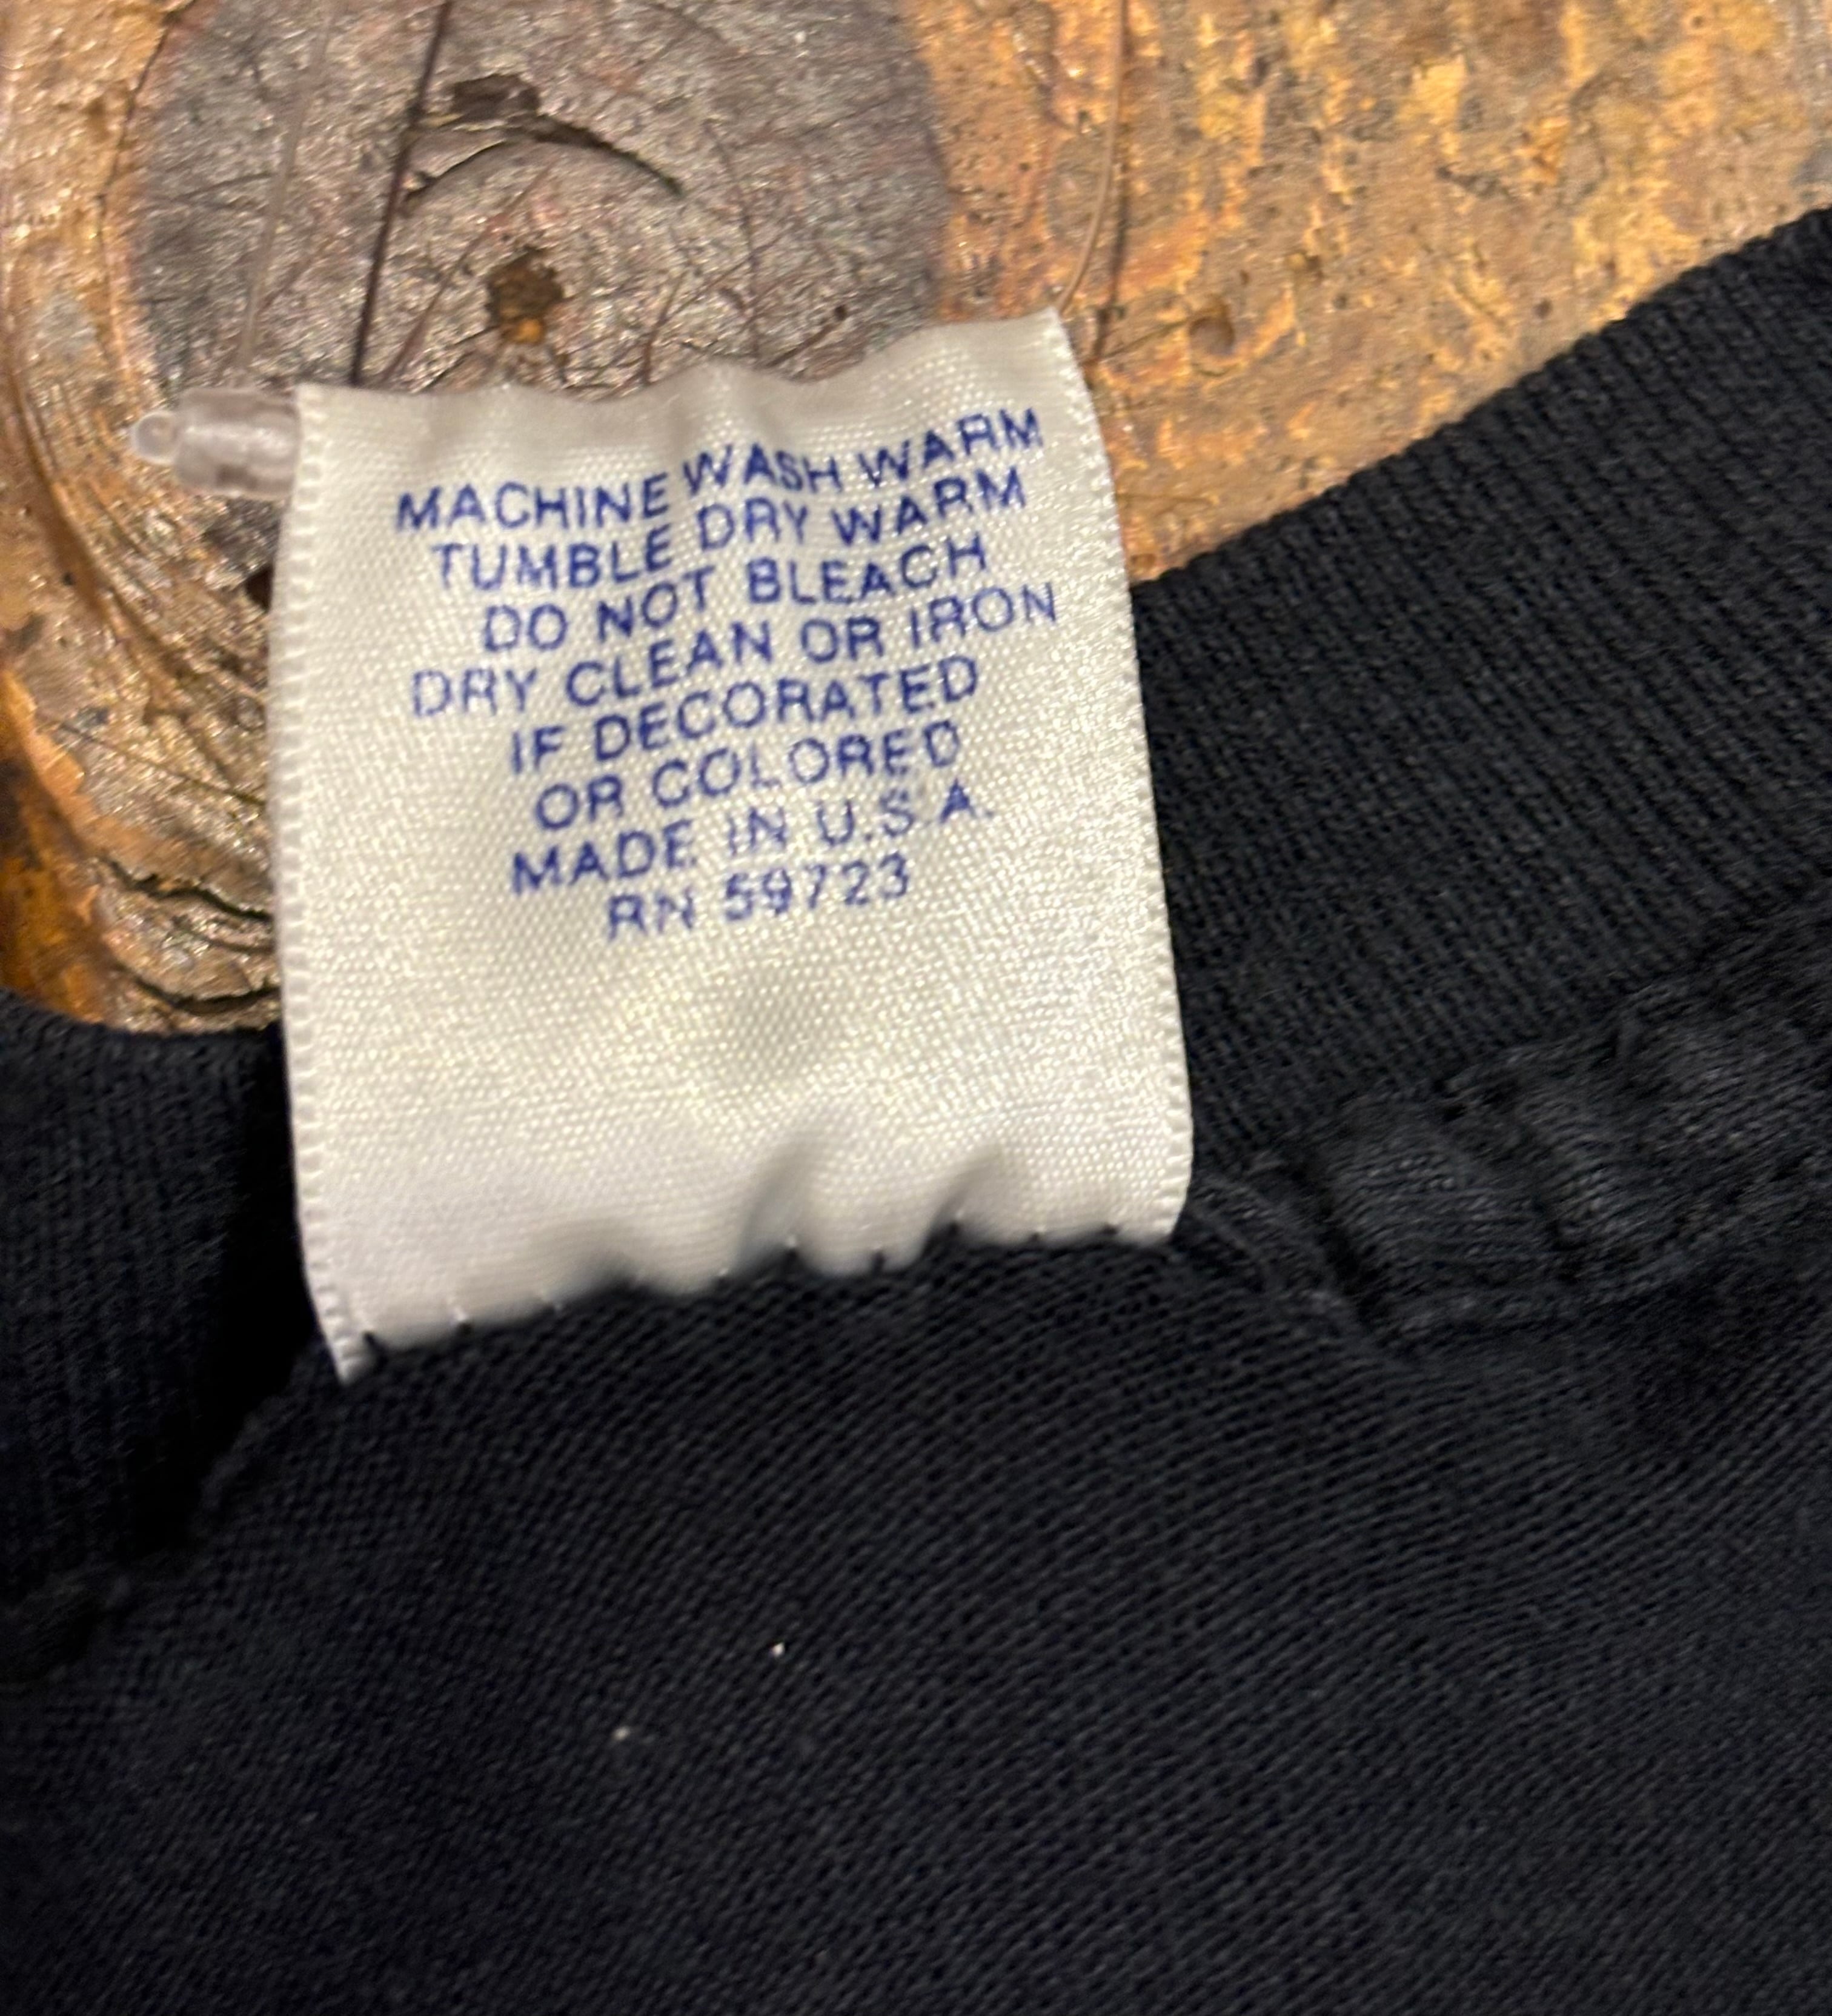 MACHINE WASH WARM
TUMBLE DRY WARM
DO NOT BLEACH
DRY CLEAN OR IRON
IF DECORATED
OR COLORED
MADE IN U.S.A.
RN 59723